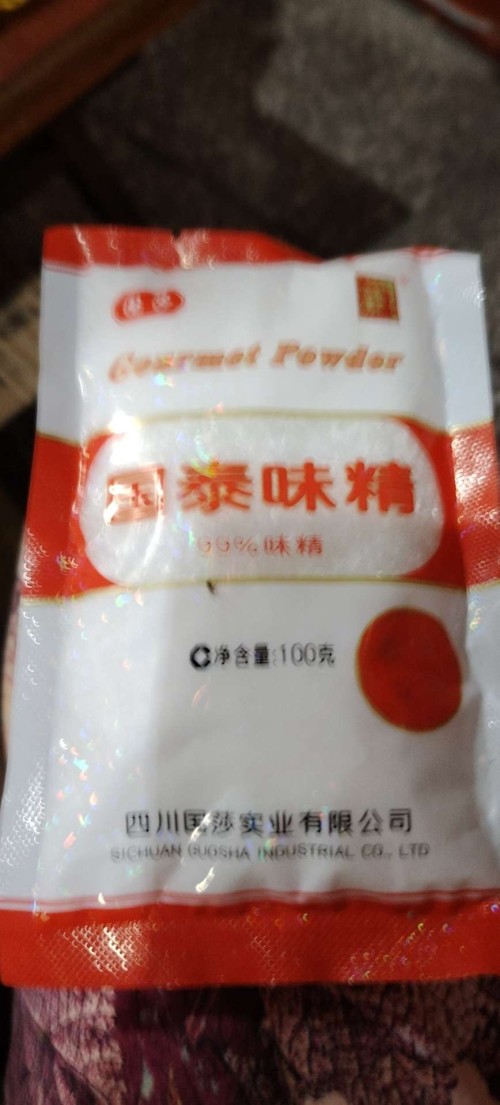 Gourmet Powder
国泰味精
99%味精
净含量:100克
四川国莎实业有限公司
SICHUAN GUOSHA INDUSTRIAL CO., LTD